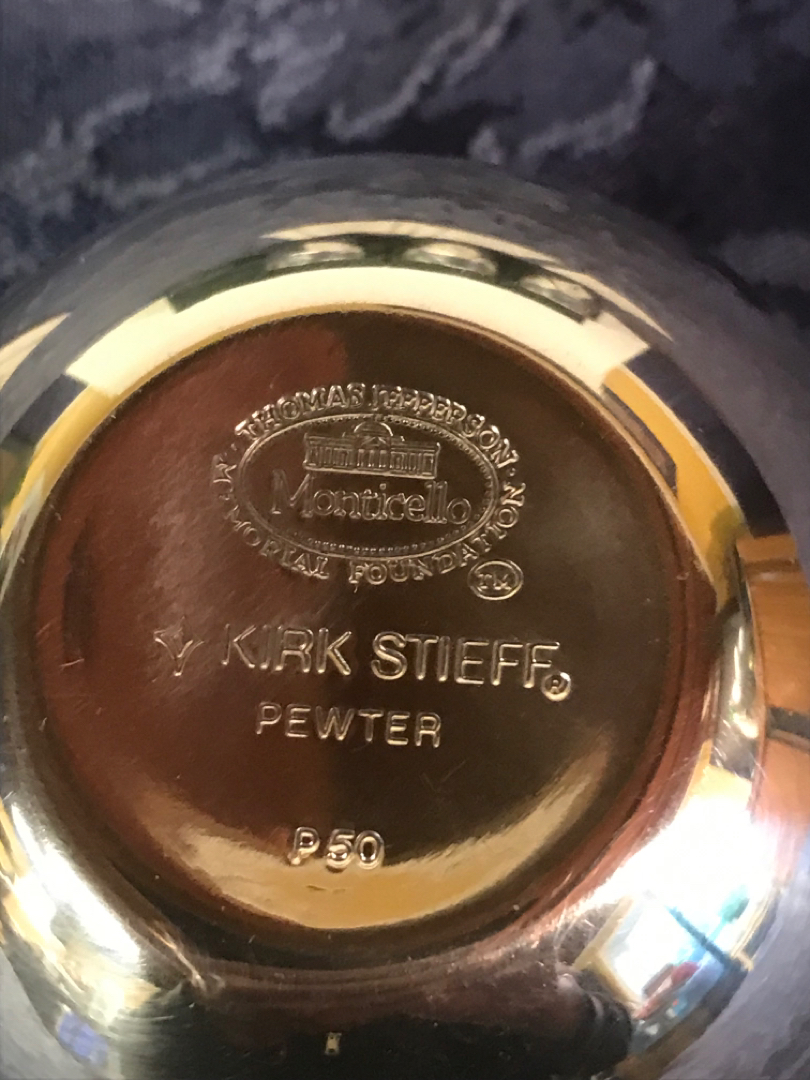 · THOMAS JEFFERSON ·
Monticello
MEMORIAL FOUNDATION
TM
KIRK STIEFF®
PEWTER
P50